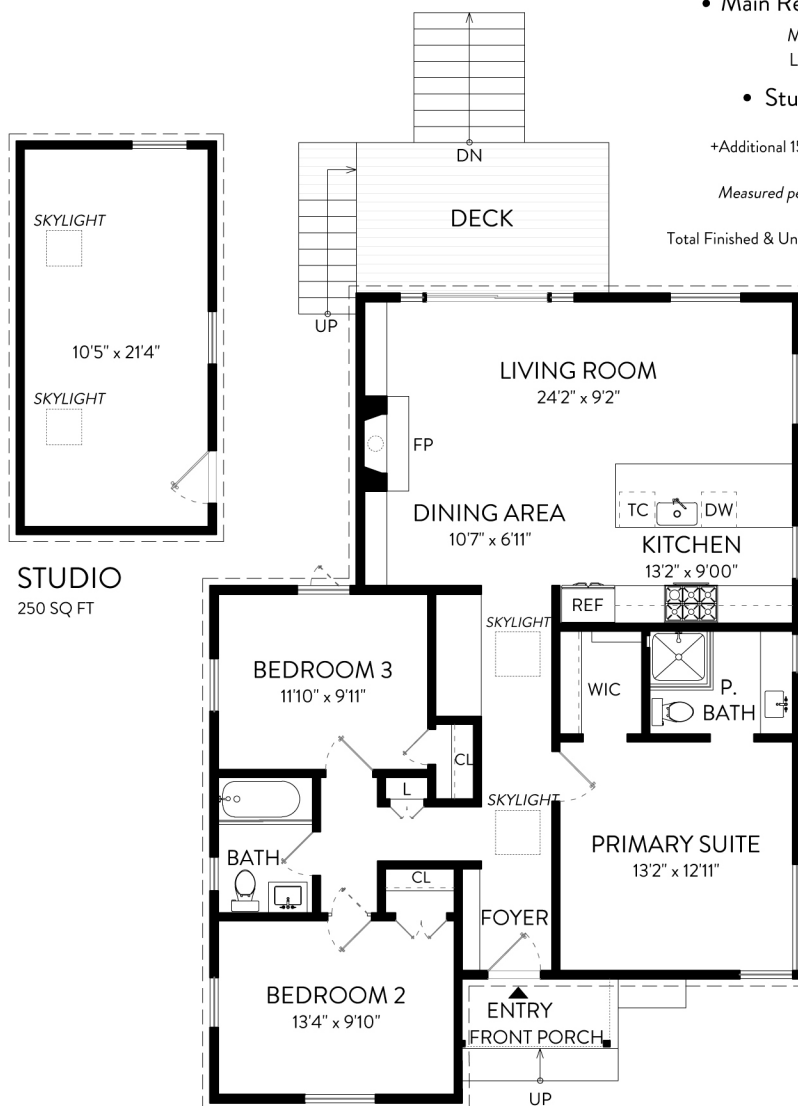 • Main Re
M
L
• Stu
+Additional 15
Measured pe
Total Finished & Un
DN
DECK
UP
SKYLIGHT
10'5" x 21'4"
SKYLIGHT
STUDIO
250 SQ FT
LIVING ROOM
24'2" x 9'2"
FP
DINING AREA
10'7" x 6'11"
TC
DW
KITCHEN
13'2" x 9'00"
REF
SKYLIGHT
BEDROOM 3
11'10" x 9'11"
WIC
P.
BATH
CL
L
SKYLIGHT
PRIMARY SUITE
13'2" x 12'11"
BATH
CL
FOYER
BEDROOM 2
13'4" x 9'10"
ENTRY
FRONT PORCH
UP